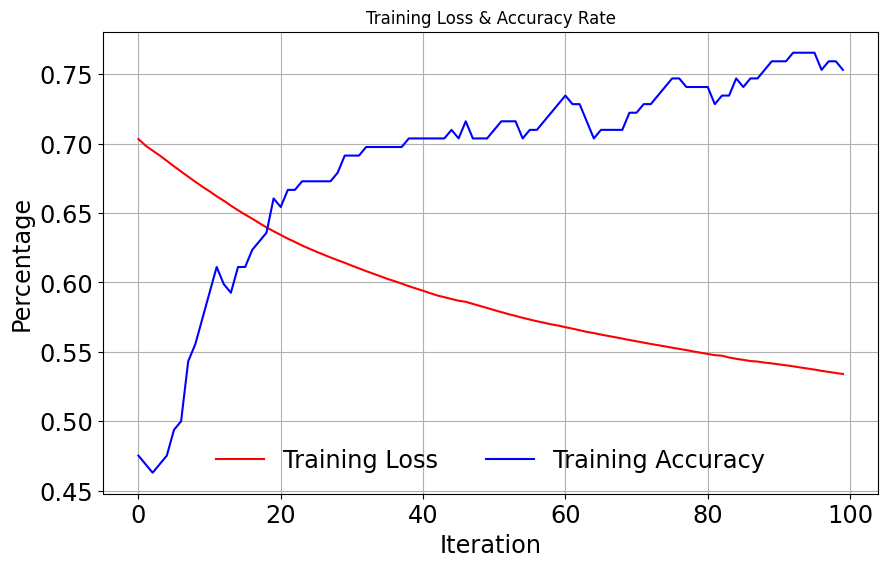 Training Loss & Accuracy Rate
Percentage
0.75
0.70
0.65
0.60
0.55
0.50
0.45
Training Loss Training Accuracy
0 20 40 60 80 100
Iteration